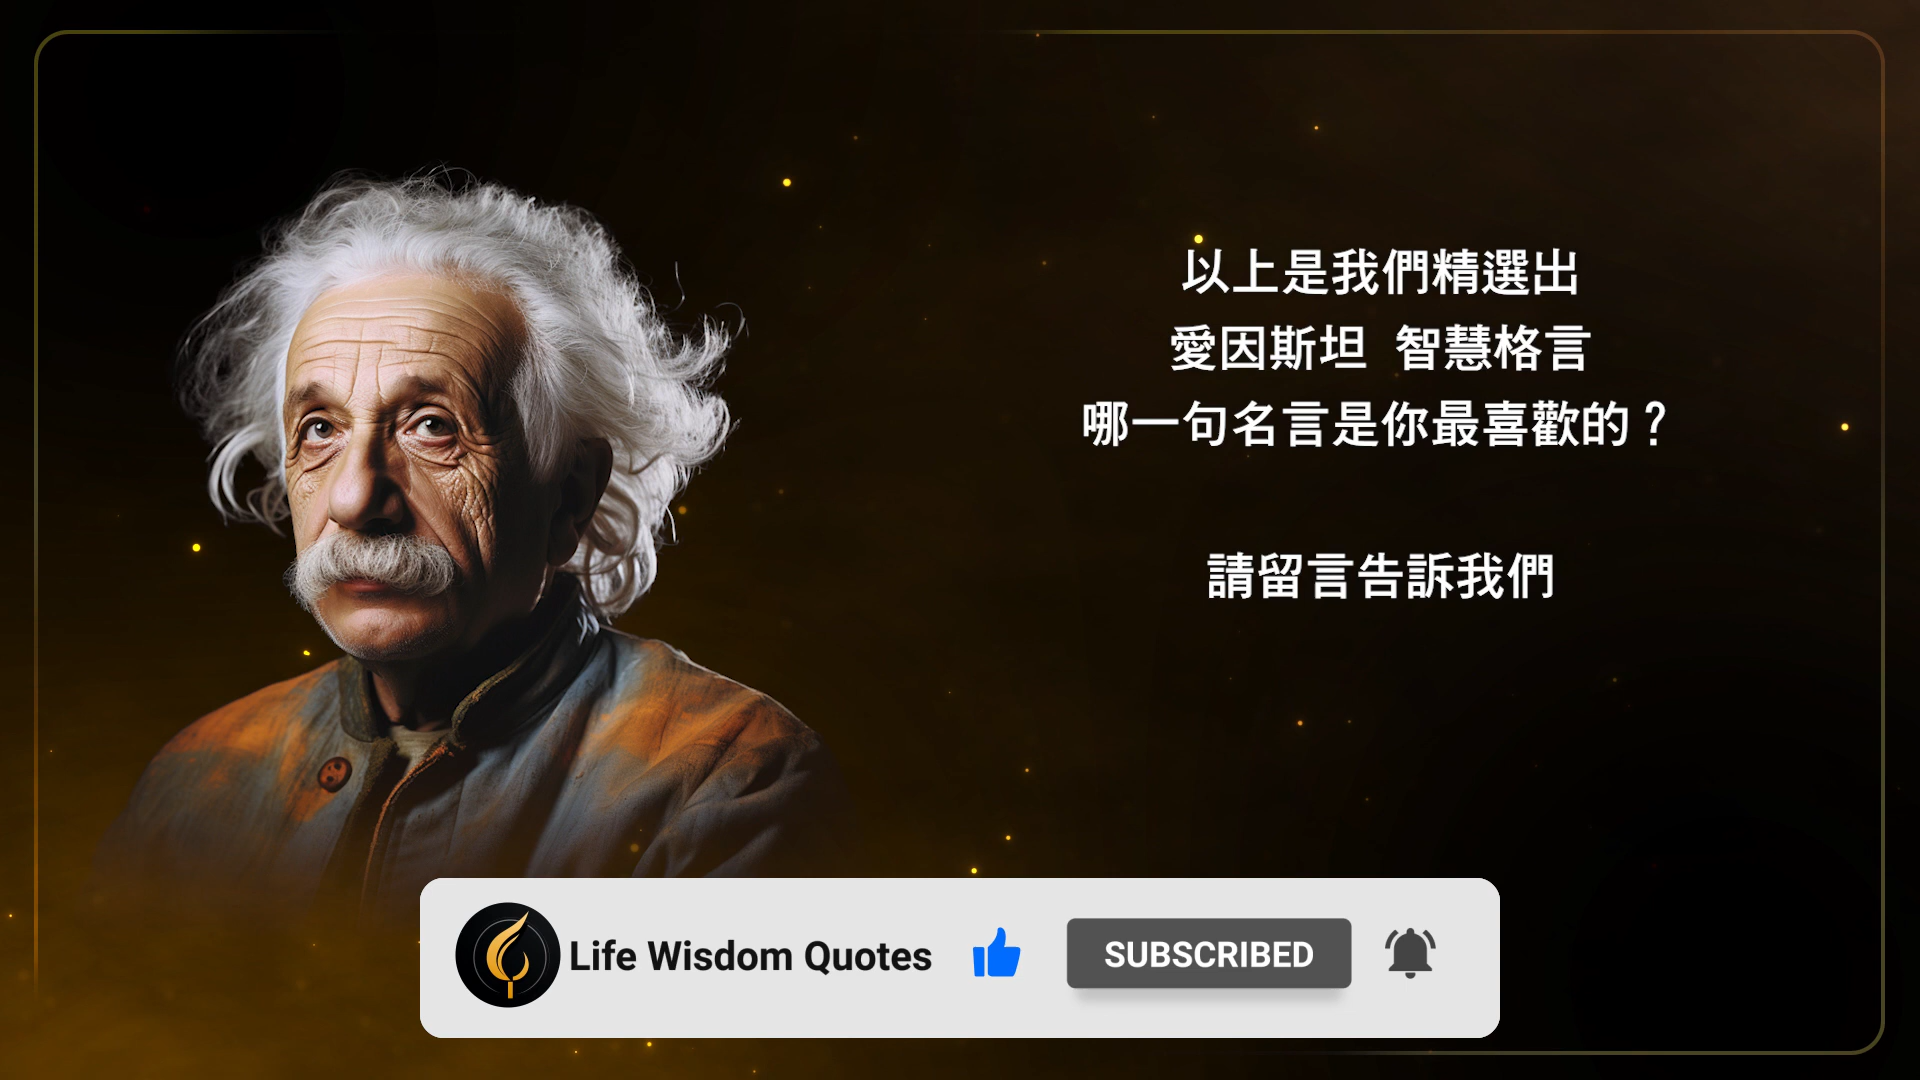 以上是我們精選出
愛因斯坦 智慧格言
哪一句名言是你最喜歡的？
請留言告訴我們
Life Wisdom Quotes
SUBSCRIBED